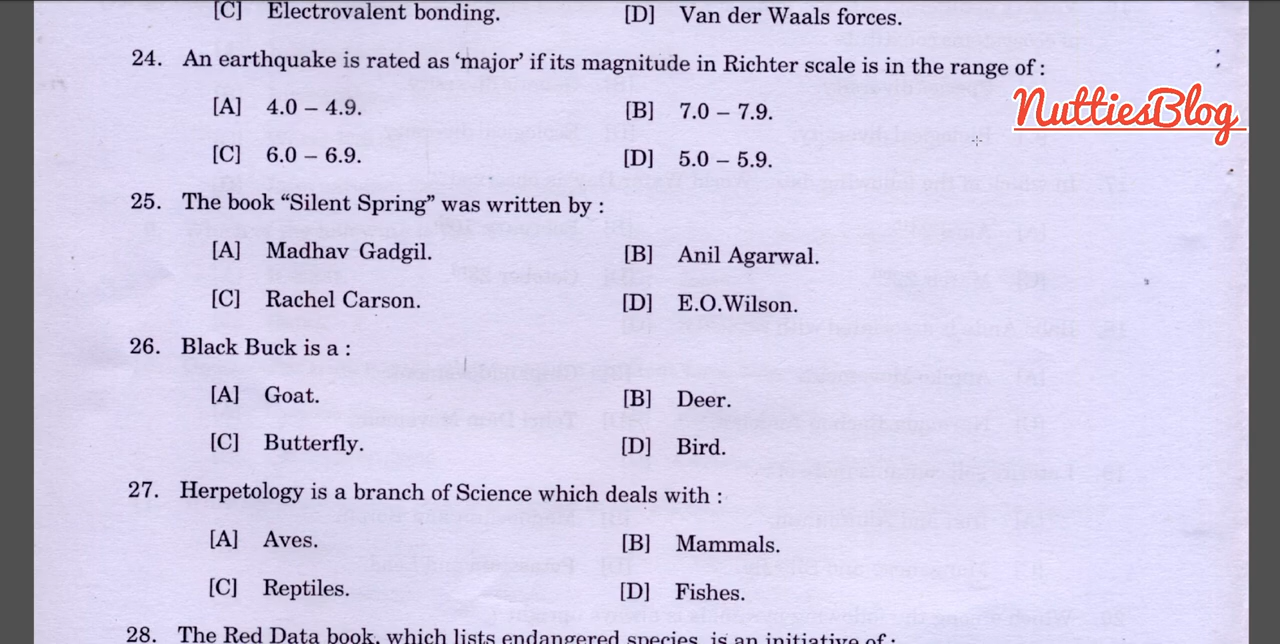 [C] Electrovalent bonding. [D] Van der Waals forces.
24. An earthquake is rated as ‘major’ if its magnitude in Richter scale is in the range of :
[A] 4.0 – 4.9. [B] 7.0 – 7.9.
[C] 6.0 – 6.9. [D] 5.0 – 5.9.
NuttiesBlog
25. The book “Silent Spring” was written by :
[A] Madhav Gadgil. [B] Anil Agarwal.
[C] Rachel Carson. [D] E.O.Wilson.
26. Black Buck is a :
[A] Goat. [B] Deer.
[C] Butterfly. [D] Bird.
27. Herpetology is a branch of Science which deals with :
[A] Aves. [B] Mammals.
[C] Reptiles. [D] Fishes.
28. The Red Data book, which lists endangered species, is an initiative of :